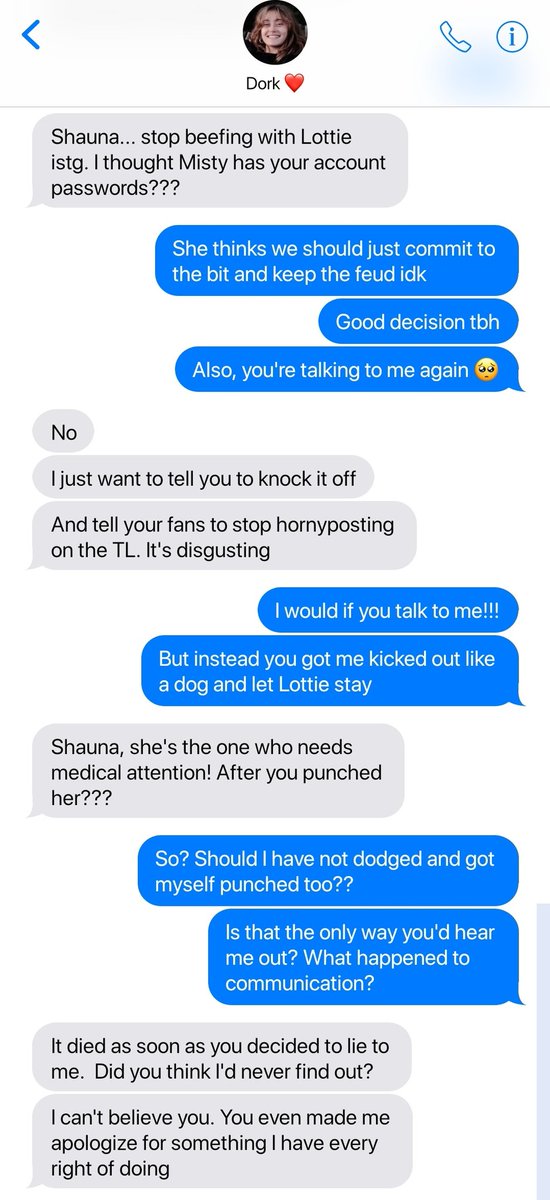 Dork ❤️
Shauna... stop beefing with Lottie
istg. I thought Misty has your account
passwords???
She thinks we should just commit to
the bit and keep the feud idk
Good decision tbh
Also, you're talking to me again 🥺
No
I just want to tell you to knock it off
And tell your fans to stop hornyposting
on the TL. It's disgusting
I would if you talk to me!!!
But instead you got me kicked out like
a dog and let Lottie stay
Shauna, she's the one who needs
medical attention! After you punched
her???
So? Should I have not dodged and got
myself punched too??
Is that the only way you'd hear
me out? What happened to
communication?
It died as soon as you decided to lie to
me.  Did you think I'd never find out?
I can't believe you. You even made me
apologize for something I have every
right of doing